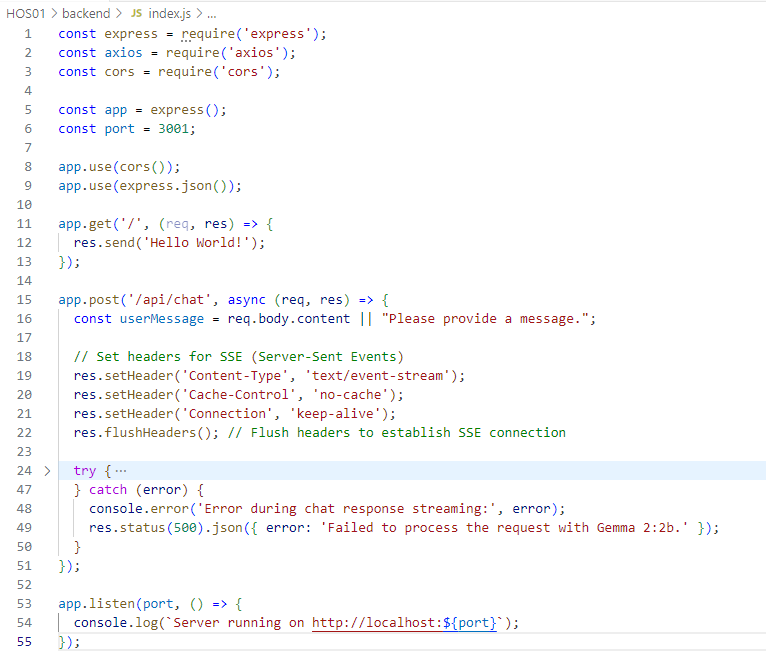 HOS01 > backend > JS index.js > ...
1 const express = require('express');
2 const axios = require('axios');
3 const cors = require('cors');
4
5 const app = express();
6 const port = 3001;
7
8 app.use(cors());
9 app.use(express.json());
10
11 app.get('/', (req, res) => {
12 res.send('Hello World!');
13 });
14
15 app.post('/api/chat', async (req, res) => {
16 const userMessage = req.body.content || "Please provide a message.";
17
18 // Set headers for SSE (Server-Sent Events)
19 res.setHeader('Content-Type', 'text/event-stream');
20 res.setHeader('Cache-Control', 'no-cache');
21 res.setHeader('Connection', 'keep-alive');
22 res.flushHeaders(); // Flush headers to establish SSE connection
23
24 > try { ···
47 } catch (error) {
48 console.error('Error during chat response streaming:', error);
49 res.status(500).json({ error: 'Failed to process the request with Gemma 2:2b.' });
50 }
51 });
52
53 app.listen(port, () => {
54 console.log(`Server running on http://localhost:${port}`);
55 });